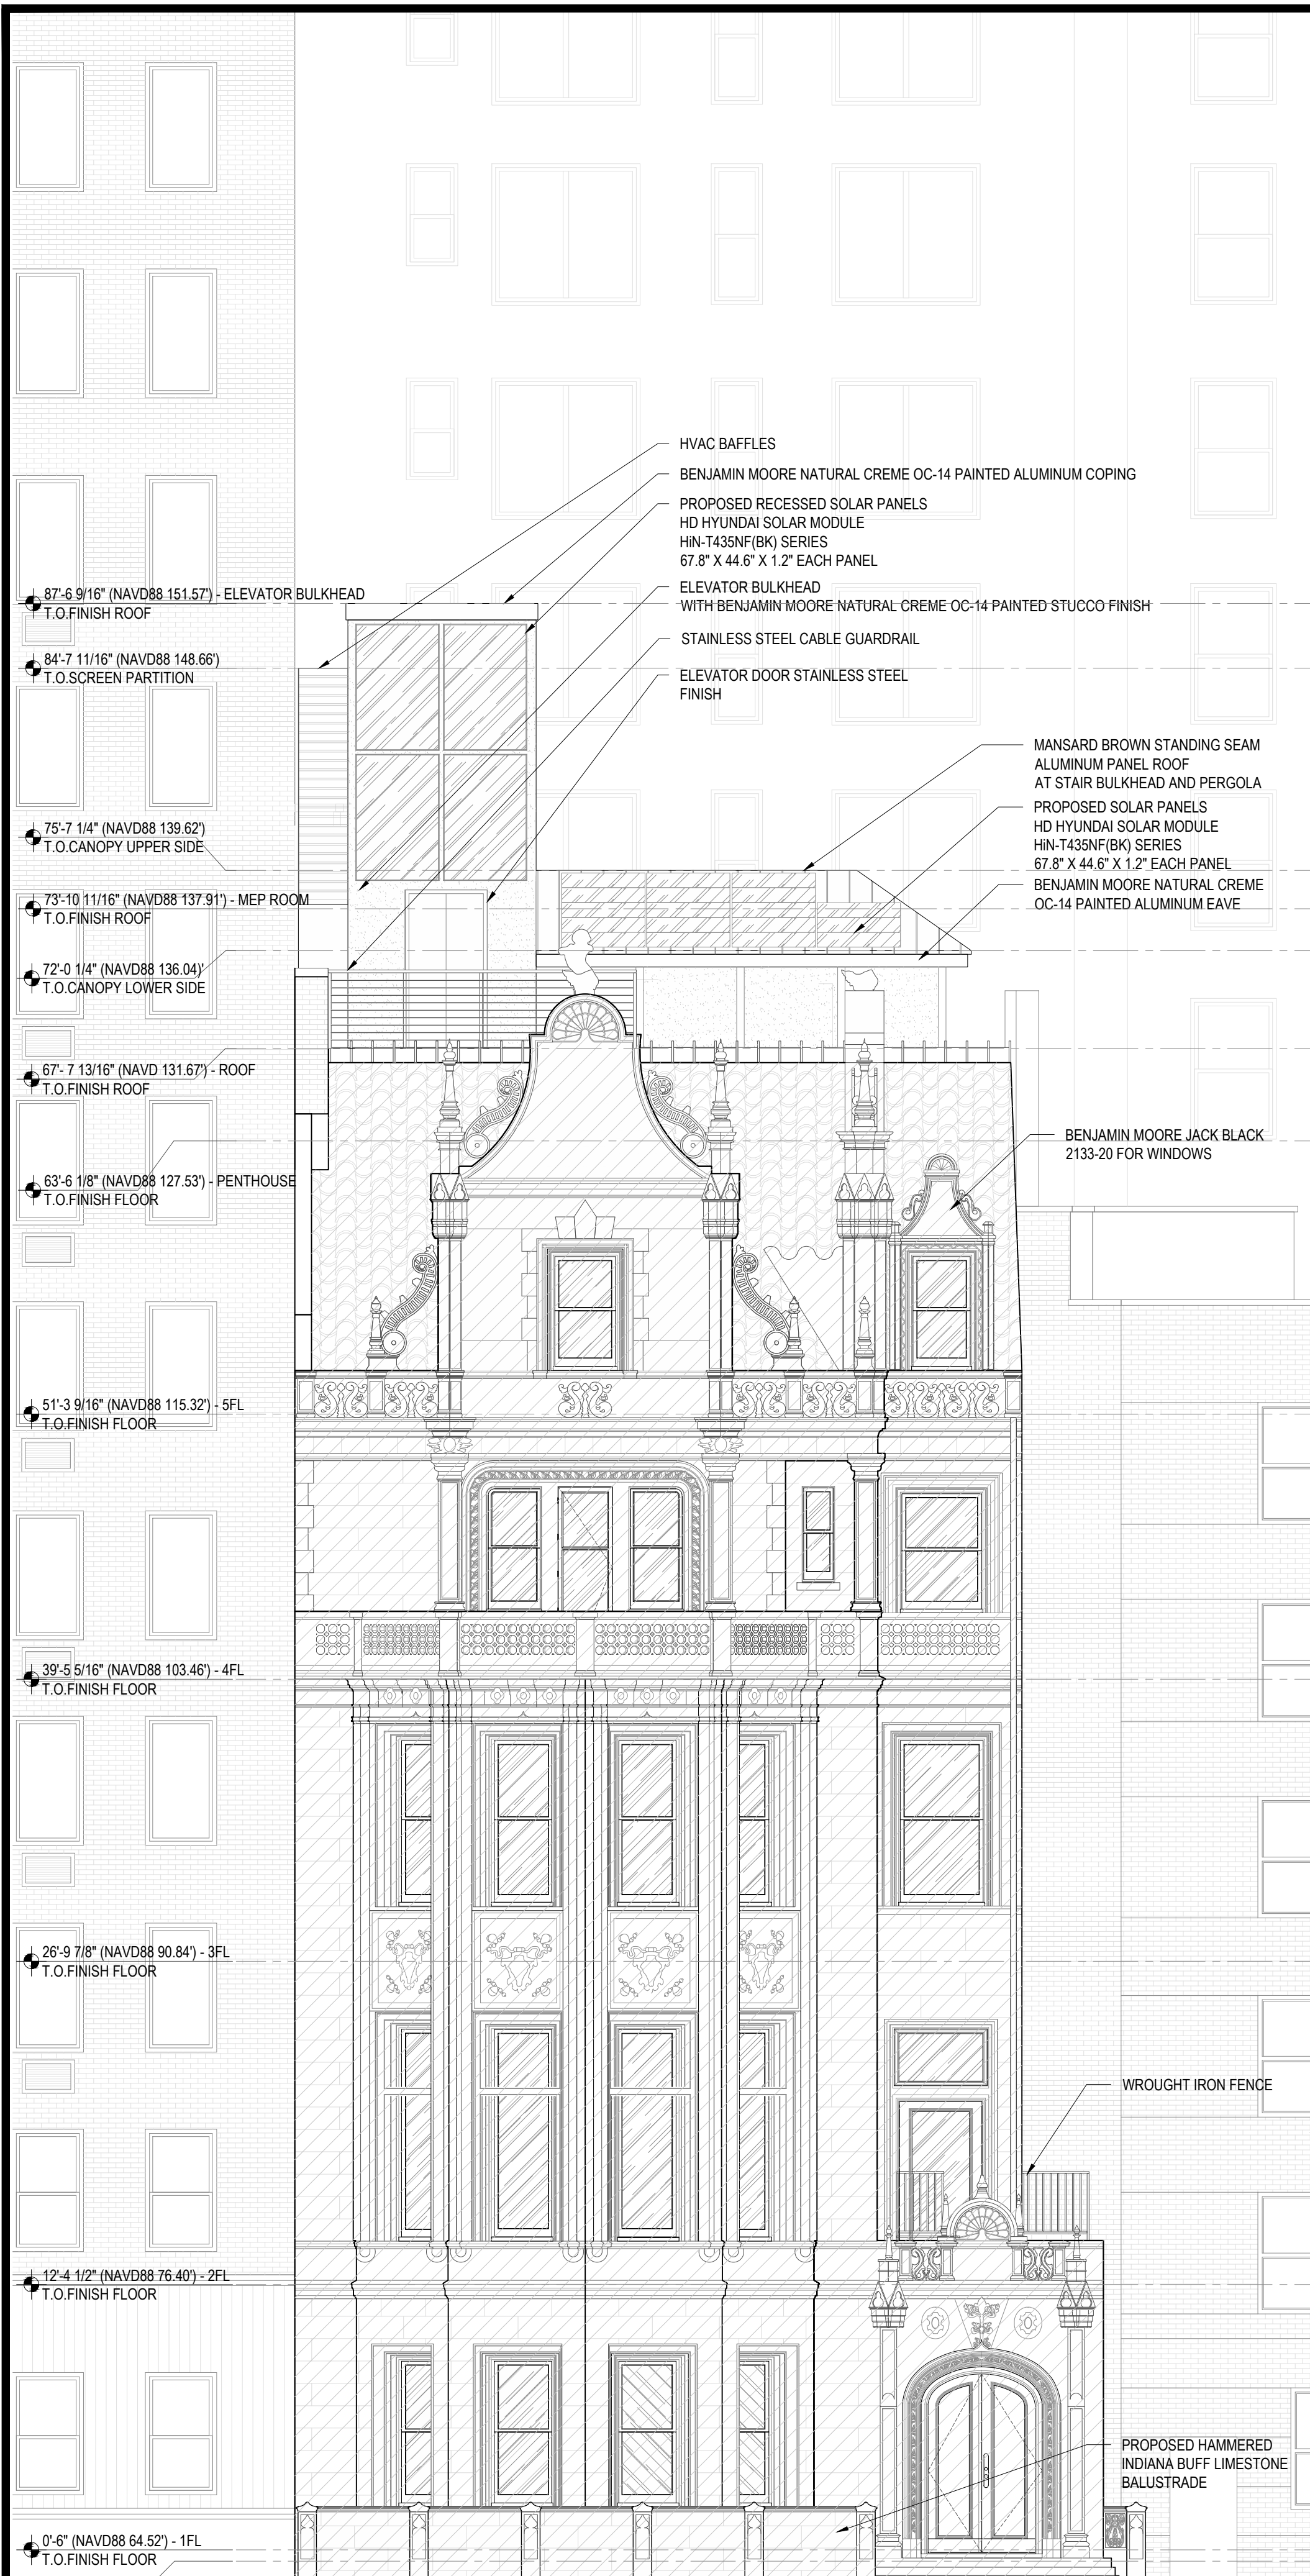 HVAC BAFFLES
BENJAMIN MOORE NATURAL CREME OC-14 PAINTED ALUMINUM COPING
PROPOSED RECESSED SOLAR PANELS
HD HYUNDAI SOLAR MODULE
HiN-T435NF(BK) SERIES
67.8" X 44.6" X 1.2" EACH PANEL
ELEVATOR BULKHEAD
WITH BENJAMIN MOORE NATURAL CREME OC-14 PAINTED STUCCO FINISH
STAINLESS STEEL CABLE GUARDRAIL
ELEVATOR DOOR STAINLESS STEEL
FINISH
MANSARD BROWN STANDING SEAM
ALUMINUM PANEL ROOF
AT STAIR BULKHEAD AND PERGOLA
PROPOSED SOLAR PANELS
HD HYUNDAI SOLAR MODULE
HiN-T435NF(BK) SERIES
67.8" X 44.6" X 1.2" EACH PANEL
BENJAMIN MOORE NATURAL CREME
OC-14 PAINTED ALUMINUM EAVE
87'-6 9/16" (NAVD88 151.57') - ELEVATOR BULKHEAD
T.O.FINISH ROOF
84'-7 11/16" (NAVD88 148.66')
T.O.SCREEN PARTITION
75'-7 1/4" (NAVD88 139.62')
T.O.CANOPY UPPER SIDE
73'-10 11/16" (NAVD88 137.91') - MEP ROOM
T.O.FINISH ROOF
72'-0 1/4" (NAVD88 136.04)'
T.O.CANOPY LOWER SIDE
67'- 7 13/16" (NAVD 131.67') - ROOF
T.O.FINISH ROOF
BENJAMIN MOORE JACK BLACK
2133-20 FOR WINDOWS
63'-6 1/8" (NAVD88 127.53') - PENTHOUSE
T.O.FINISH FLOOR
51'-3 9/16" (NAVD88 115.32') - 5FL
T.O.FINISH FLOOR
39'-5 5/16" (NAVD88 103.46') - 4FL
T.O.FINISH FLOOR
26'-9 7/8" (NAVD88 90.84') - 3FL
T.O.FINISH FLOOR
WROUGHT IRON FENCE
12'-4 1/2" (NAVD88 76.40') - 2FL
T.O.FINISH FLOOR
PROPOSED HAMMERED
INDIANA BUFF LIMESTONE
BALUSTRADE
0'-6" (NAVD88 64.52') - 1FL
T.O.FINISH FLOOR